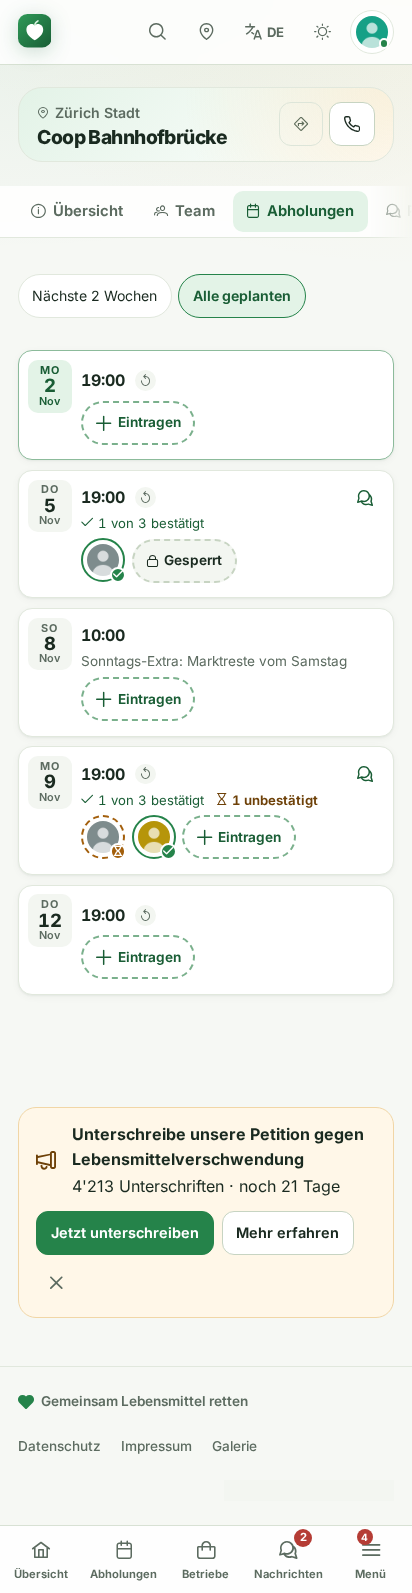 DE
Zürich Stadt
Coop Bahnhofbrücke
Übersicht Team Abholungen
Nächste 2 Wochen Alle geplanten
MO
2
Nov
19:00
Eintragen
DO
5
Nov
19:00
1 von 3 bestätigt
Gesperrt
SO
8
Nov
10:00
Sonntags-Extra: Marktreste vom Samstag
Eintragen
MO
9
Nov
19:00
1 von 3 bestätigt 1 unbestätigt
Eintragen
DO
12
Nov
19:00
Eintragen
Unterschreibe unsere Petition gegen
Lebensmittelverschwendung
4'213 Unterschriften · noch 21 Tage
Jetzt unterschreiben Mehr erfahren
Gemeinsam Lebensmittel retten
Datenschutz Impressum Galerie
2 4
Übersicht Abholungen Betriebe Nachrichten Menü